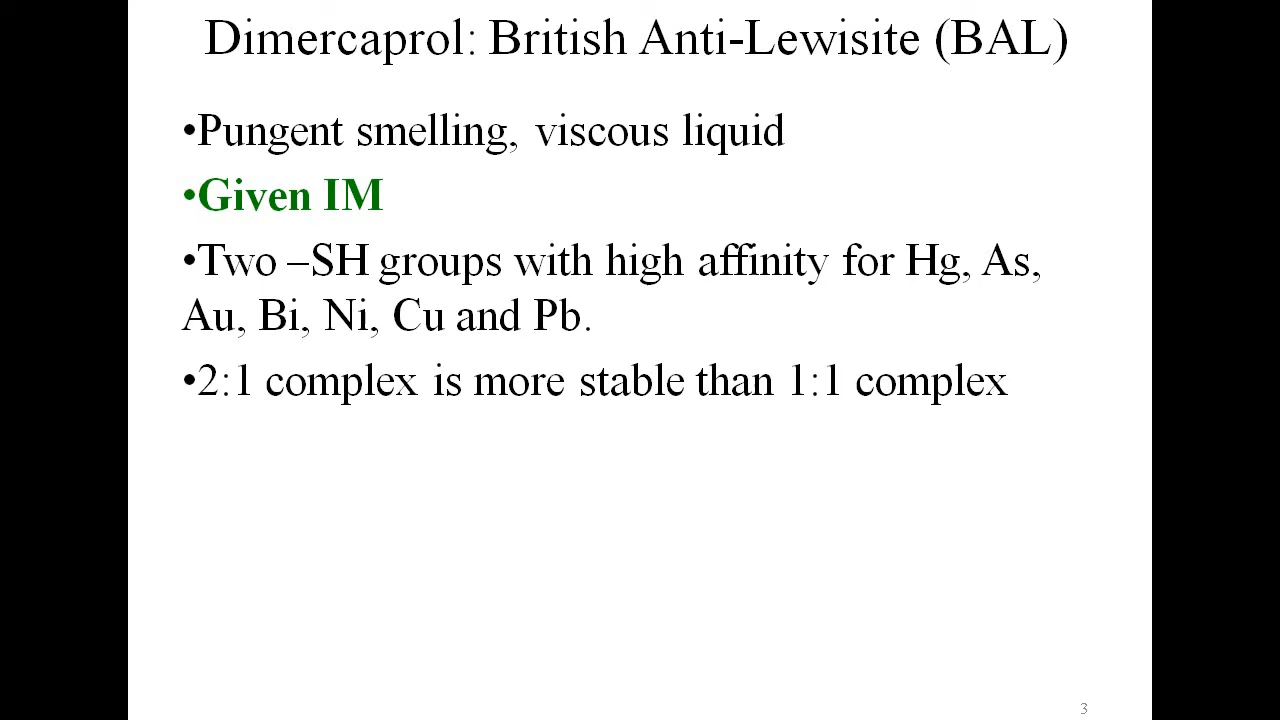 Dimercaprol: British Anti-Lewisite (BAL)
•Pungent smelling, viscous liquid
•Given IM
•Two –SH groups with high affinity for Hg, As,
Au, Bi, Ni, Cu and Pb.
•2:1 complex is more stable than 1:1 complex
3